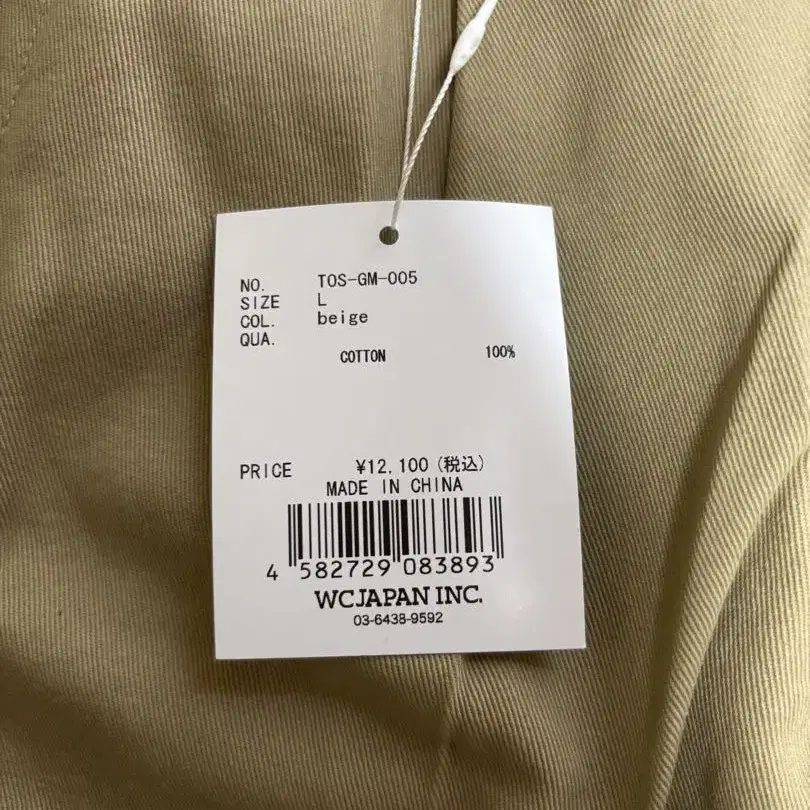 NO. TOS-GM-005
SIZE L
COL. beige
QUA.
COTTON 100%
PRICE ¥12,100(税込)
MADE IN CHINA
4 582729 083893
WCJAPAN INC.
03-6438-9592